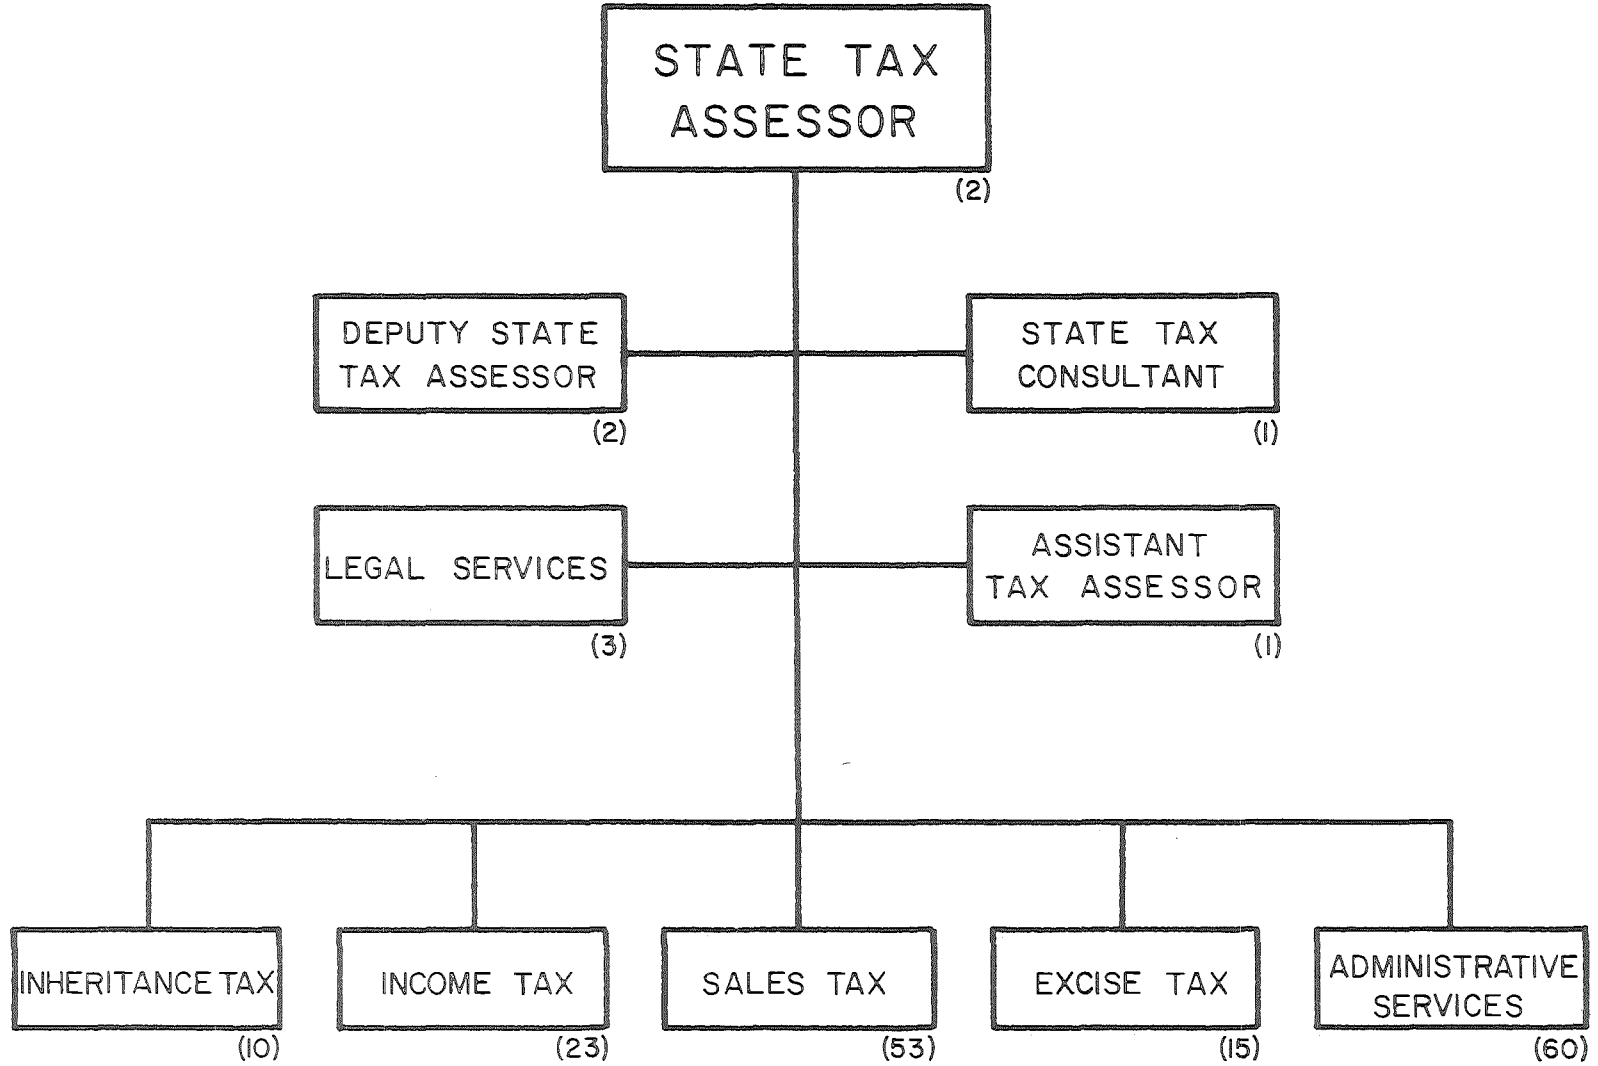 STATE TAX
ASSESSOR
(2)
DEPUTY STATE
TAX ASSESSOR
(2)
STATE TAX
CONSULTANT
(1)
LEGAL SERVICES
(3)
ASSISTANT
TAX ASSESSOR
(1)
INHERITANCE TAX
(10)
INCOME TAX
(23)
SALES TAX
(53)
EXCISE TAX
(15)
ADMINISTRATIVE
SERVICES
(60)